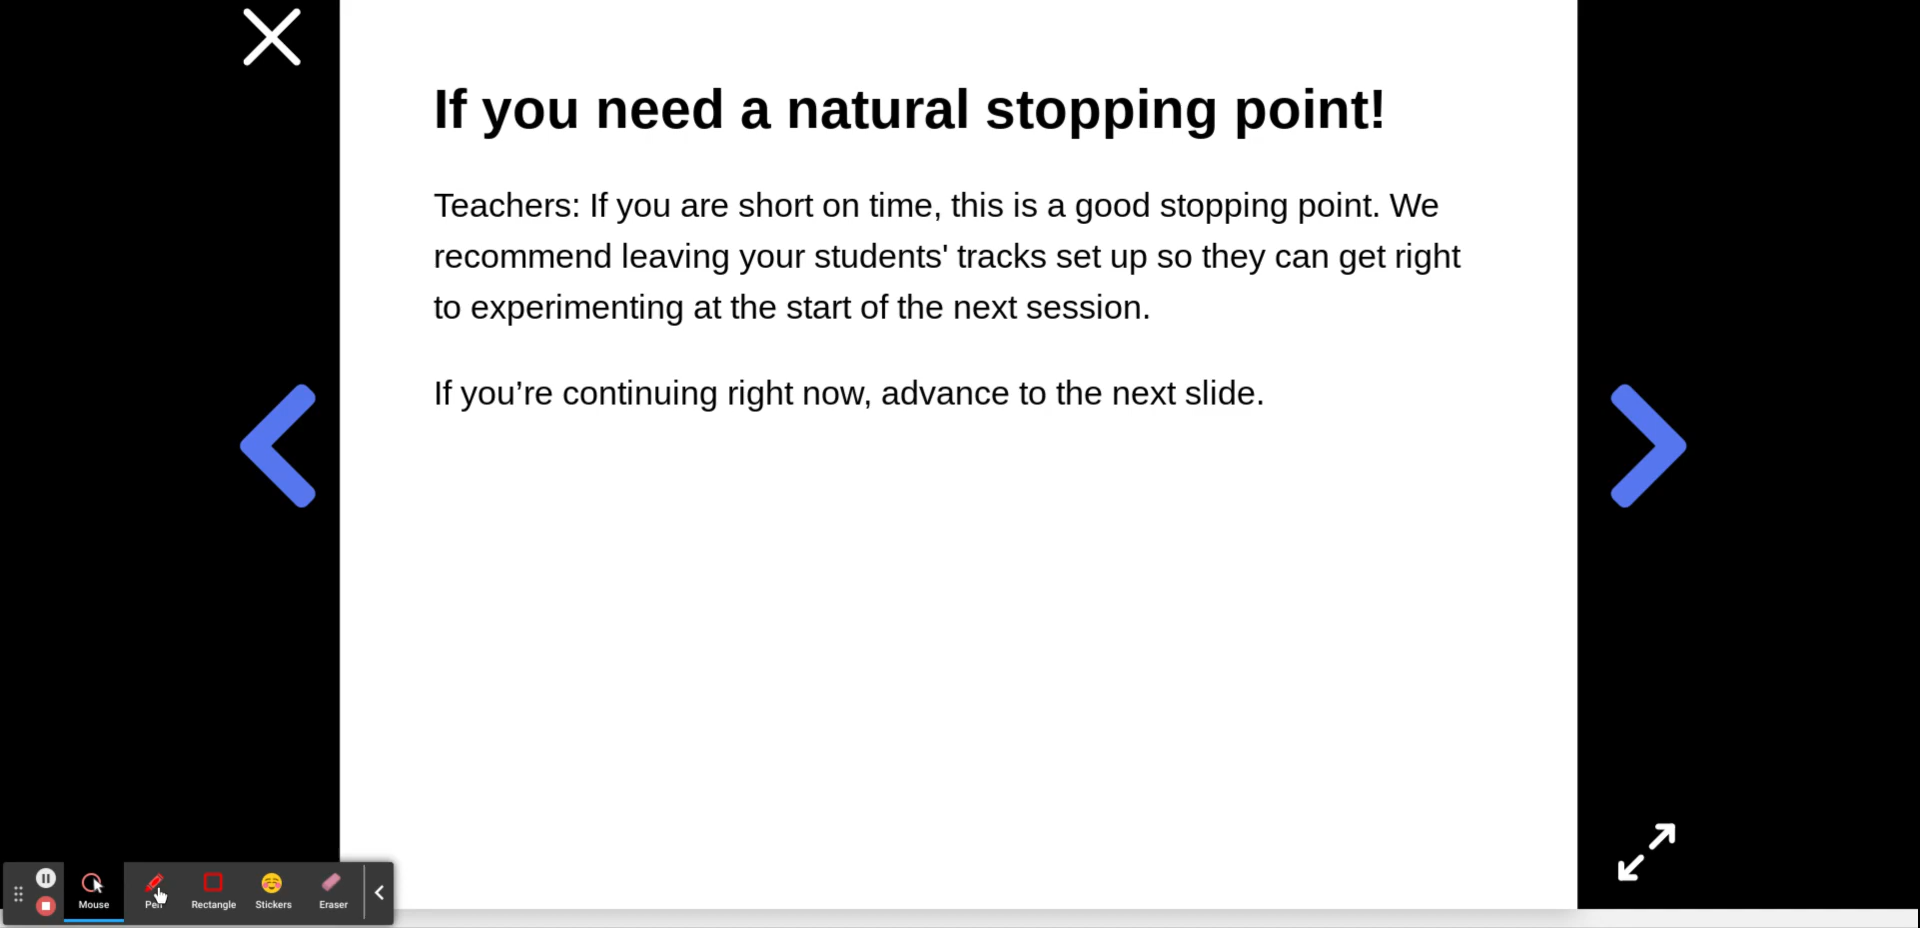 If you need a natural stopping point!
Teachers: If you are short on time, this is a good stopping point. We
recommend leaving your students' tracks set up so they can get right
to experimenting at the start of the next session.
If you’re continuing right now, advance to the next slide.
Mouse
Pen
Rectangle
Stickers
Eraser